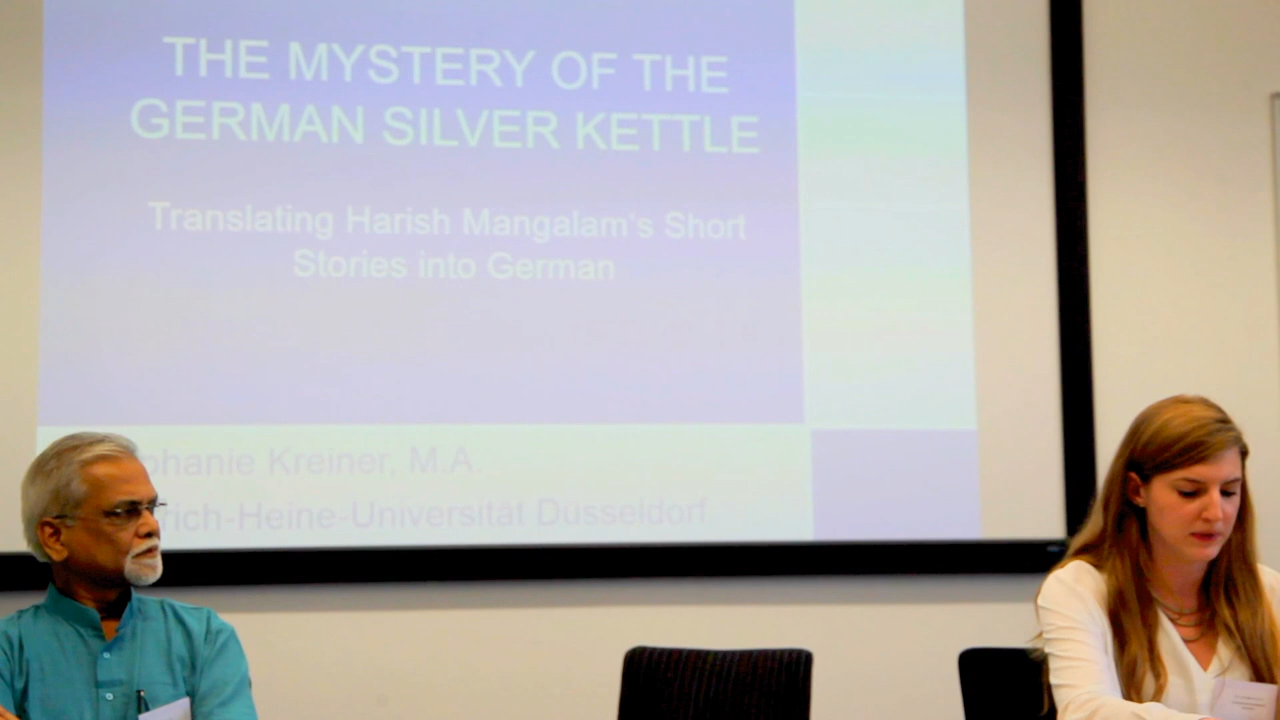 THE MYSTERY OF THE
GERMAN SILVER KETTLE
Translating Harish Mangalam's Short
Stories into German
phanie Kreiner, M.A.
rich-Heine-Universität Dusseldorf